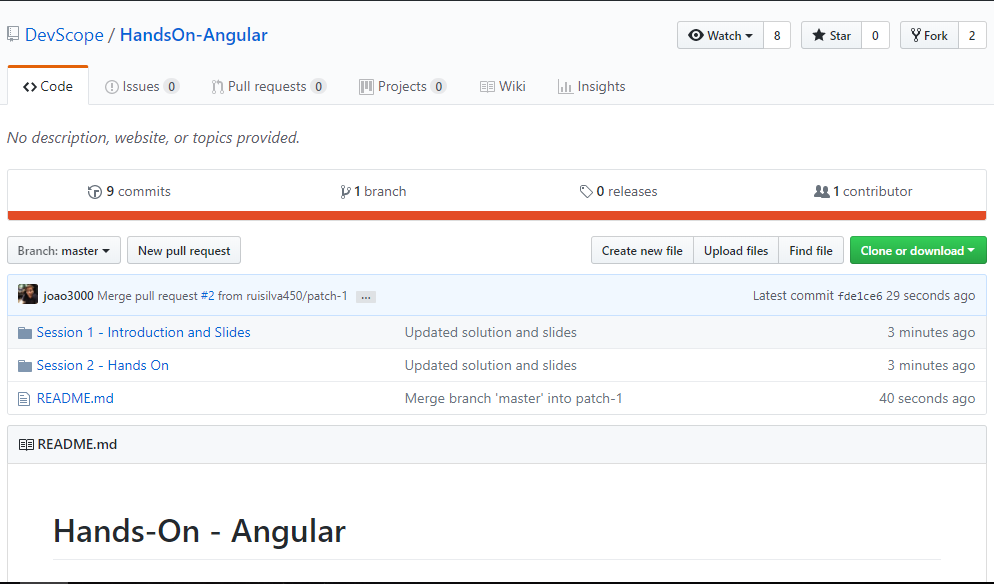 DevScope / HandsOn-Angular
Watch 8 Star 0 Fork 2
Code Issues 0 Pull requests 0 Projects 0 Wiki Insights
No description, website, or topics provided.
9 commits 1 branch 0 releases 1 contributor
Branch: master New pull request Create new file Upload files Find file Clone or download
joao3000 Merge pull request #2 from ruisilva450/patch-1 … Latest commit fde1ce6 29 seconds ago
Session 1 - Introduction and Slides Updated solution and slides 3 minutes ago
Session 2 - Hands On Updated solution and slides 3 minutes ago
README.md Merge branch 'master' into patch-1 40 seconds ago
README.md
Hands-On - Angular